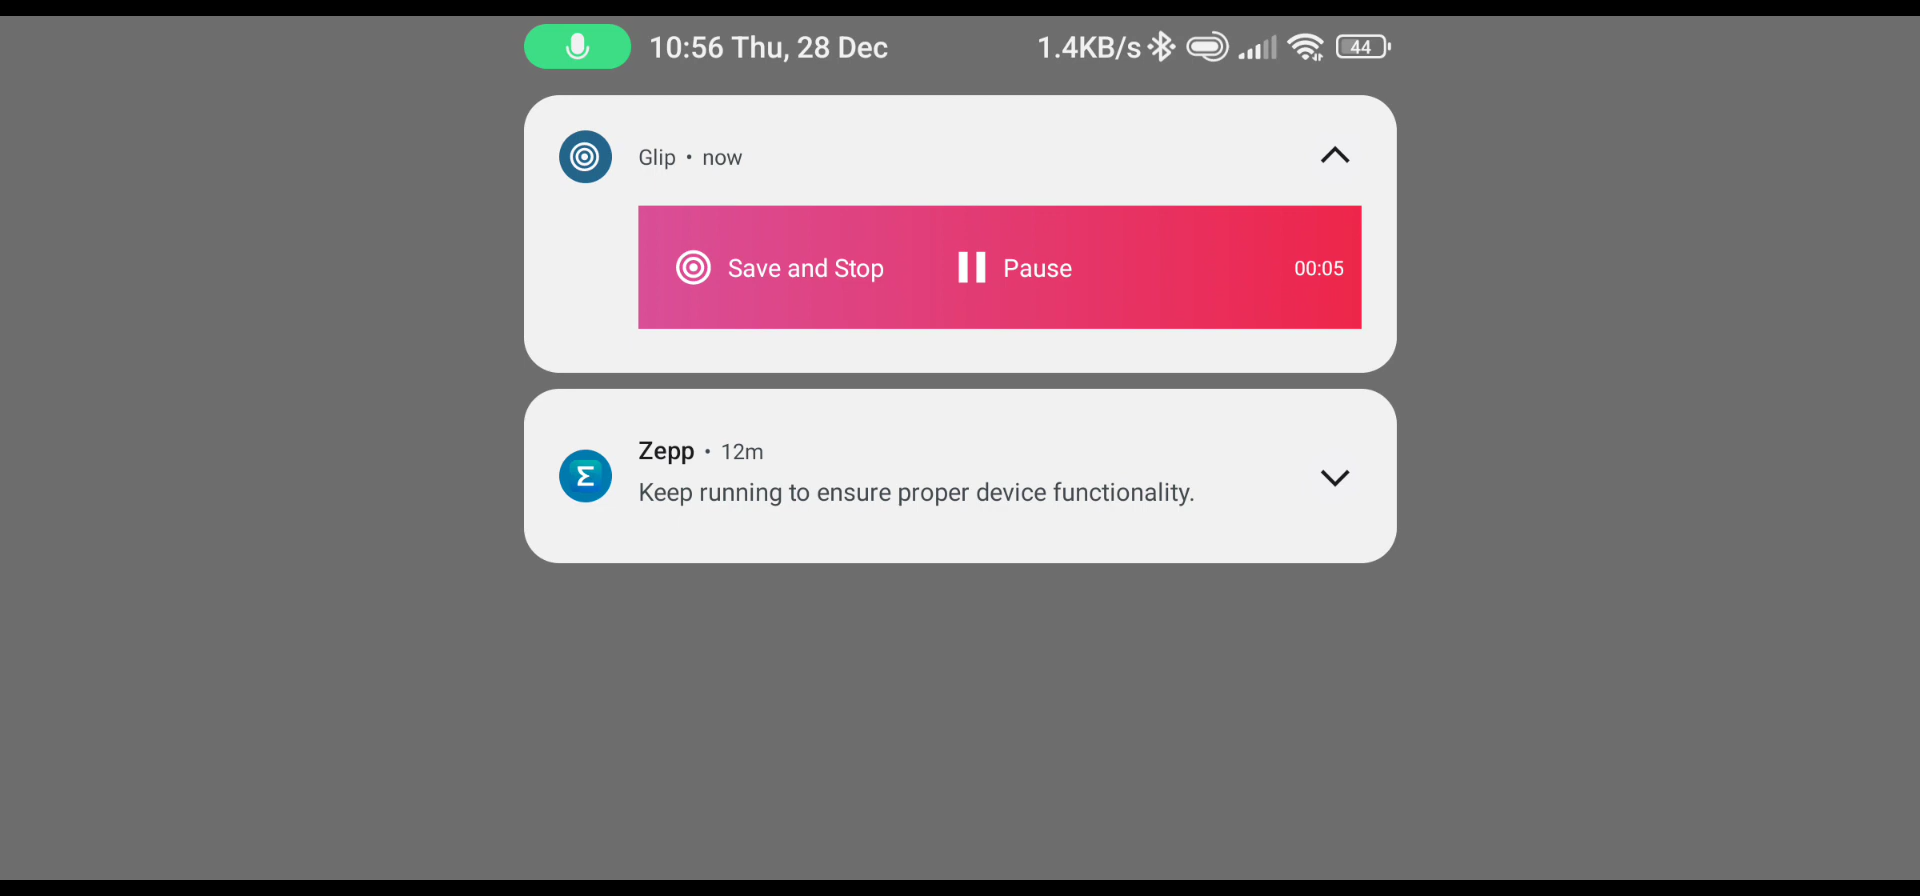 10:56 Thu, 28 Dec 1.4KB/s 44
Glip • now
Save and Stop Pause 00:05
Zepp • 12m
Keep running to ensure proper device functionality.